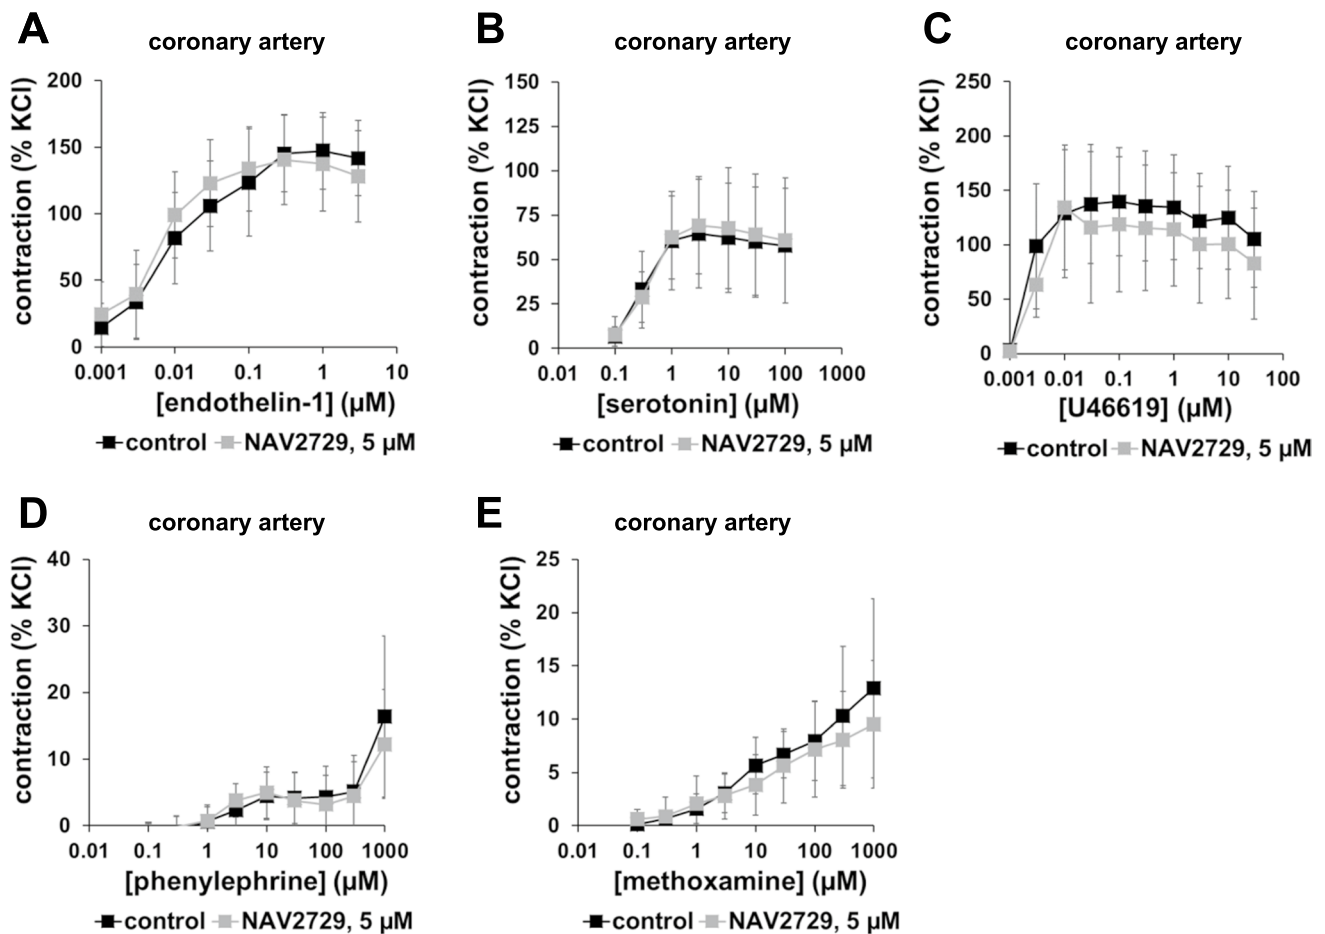 A
coronary artery
contraction (% KCl)
200
150
100
50
0
0.001 0.01 0.1 1 10
[endothelin-1] (µM)
control NAV2729, 5 µM
B
coronary artery
contraction (% KCl)
150
125
100
75
50
25
0
0.01 0.1 1 10 100 1000
[serotonin] (µM)
control NAV2729, 5 µM
C
coronary artery
contraction (% KCl)
250
200
150
100
50
0
0.001 0.01 0.1 1 10 100
[U46619] (µM)
control NAV2729, 5 µM
D
coronary artery
contraction (% KCl)
40
30
20
10
0
0.01 0.1 1 10 100 1000
[phenylephrine] (µM)
control NAV2729, 5 µM
E
coronary artery
contraction (% KCl)
25
20
15
10
5
0
0.01 0.1 1 10 100 1000
[methoxamine] (µM)
control NAV2729, 5 µM